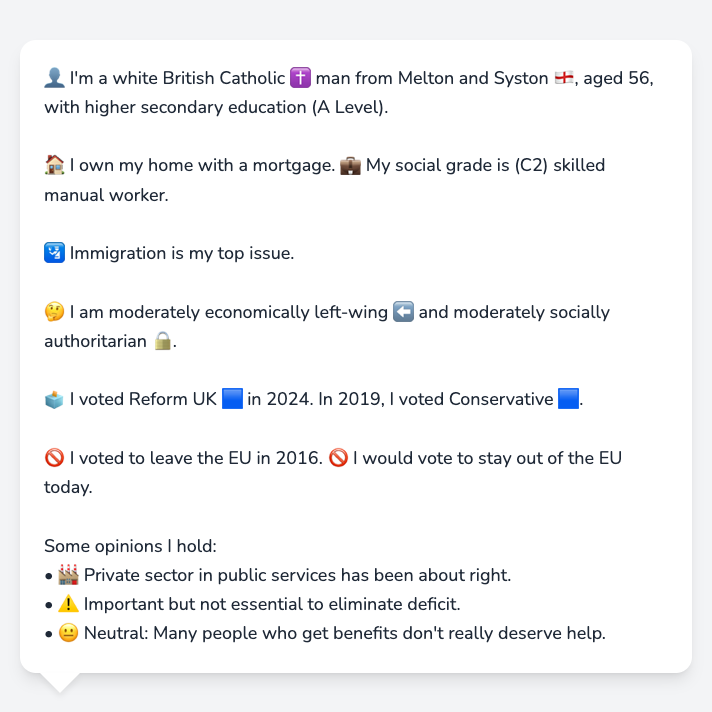 👤 I'm a white British Catholic ✝️ man from Melton and Syston 🏴󠁧󠁢󠁥󠁮󠁧󠁿, aged 56,
with higher secondary education (A Level).
🏠 I own my home with a mortgage. 💼 My social grade is (C2) skilled
manual worker.
🛂 Immigration is my top issue.
🤔 I am moderately economically left-wing ⬅️ and moderately socially
authoritarian 🔒.
🗳️ I voted Reform UK 🟦 in 2024. In 2019, I voted Conservative 🟦.
🚫 I voted to leave the EU in 2016. 🚫 I would vote to stay out of the EU
today.
Some opinions I hold:
• 🏭 Private sector in public services has been about right.
• ⚠️ Important but not essential to eliminate deficit.
• 😐 Neutral: Many people who get benefits don't really deserve help.